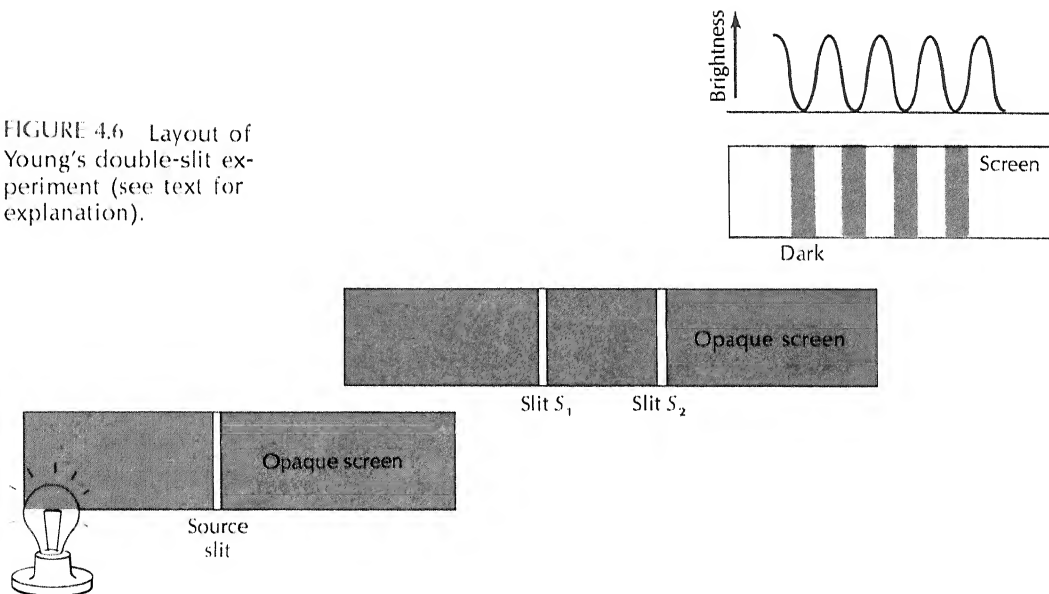 Brightness
FIGURE 4.6 Layout of
Young's double-slit ex-
periment (see text for
explanation).
Screen
Dark
Opaque screen
Slit S₁
Slit S₂
Opaque screen
Source
slit